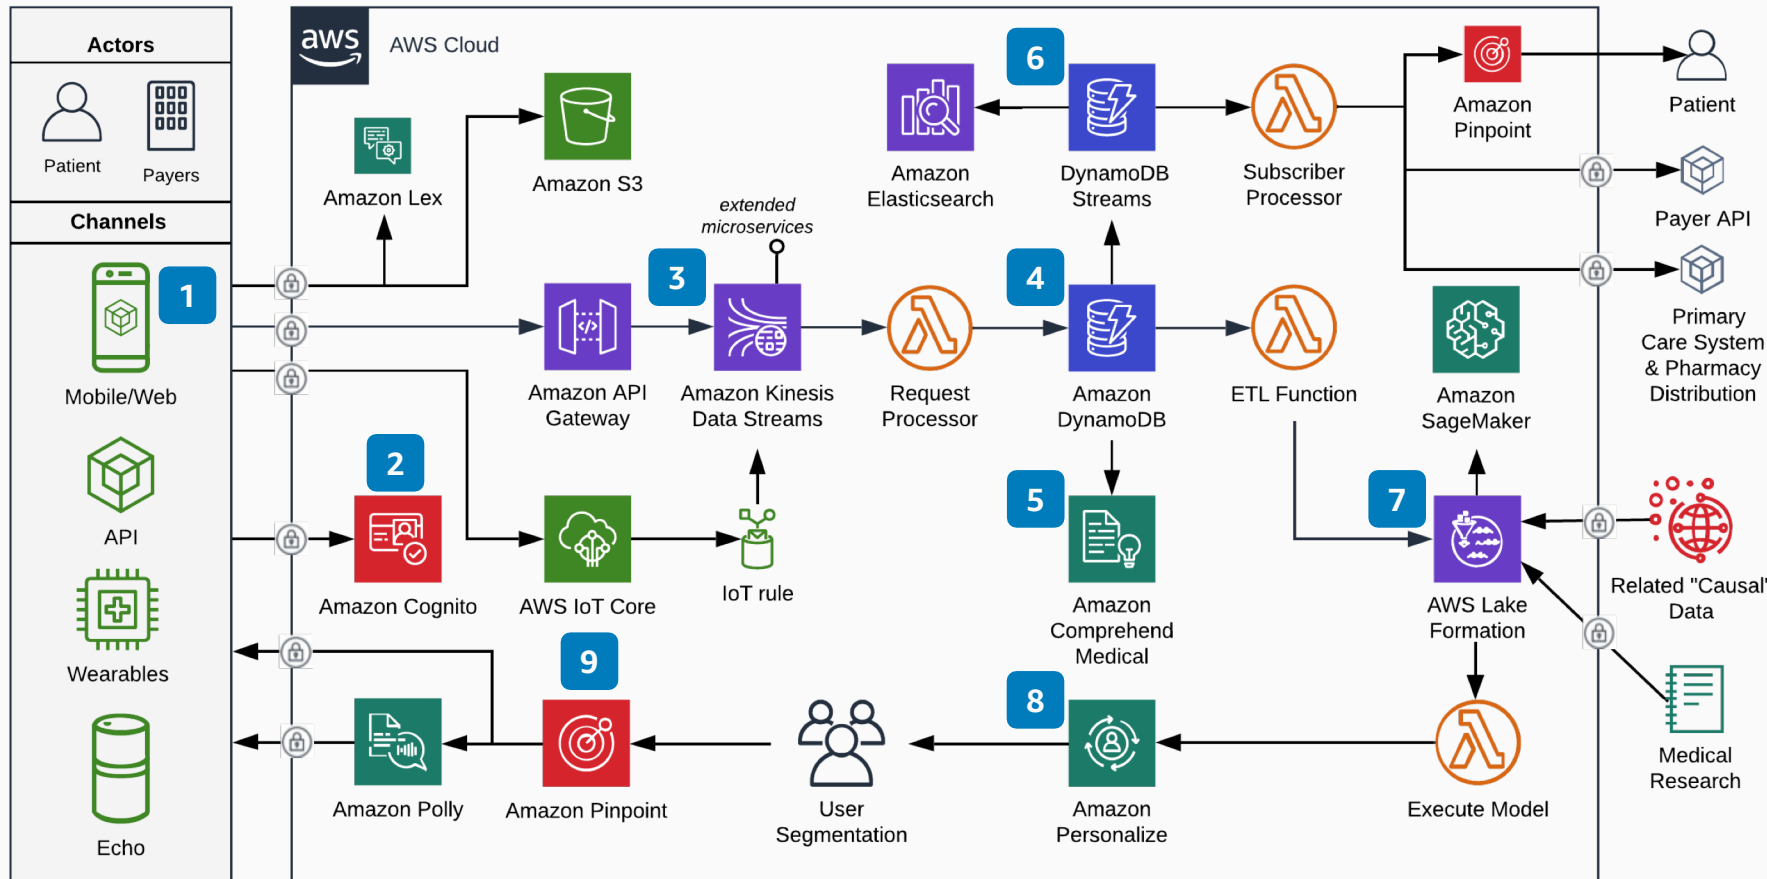 Actors
Patient
Payers
Channels
1
Mobile/Web
API
Wearables
Echo
aws
AWS Cloud
Amazon Lex
Amazon S3
extended
microservices
2
Amazon Cognito
3
Amazon API
Gateway
Amazon Kinesis
Data Streams
AWS IoT Core
IoT rule
Request
Processor
4
Amazon
DynamoDB
5
Amazon
Comprehend
Medical
6
Amazon
Elasticsearch
DynamoDB
Streams
Subscriber
Processor
ETL Function
Amazon
Pinpoint
Patient
Payer API
Primary
Care System
& Pharmacy
Distribution
Amazon
SageMaker
7
AWS Lake
Formation
Related "Causal"
Data
Medical
Research
Execute Model
8
Amazon
Personalize
User
Segmentation
9
Amazon Pinpoint
Amazon Polly